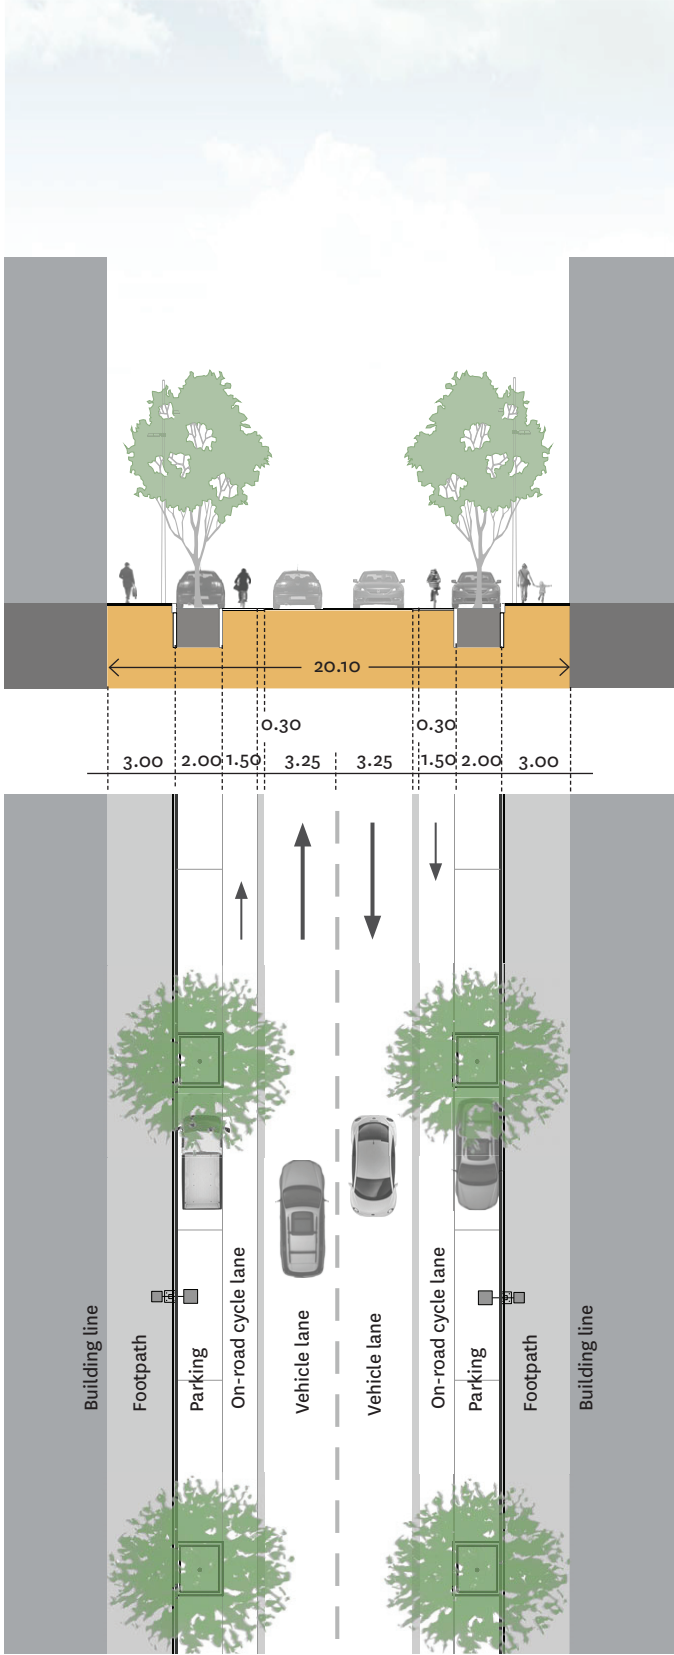 20.10
0.30 0.30
3.00 2.00 1.50 3.25 3.25 1.50 2.00 3.00
Building line
Footpath
Parking
On-road cycle lane
Vehicle lane
Vehicle lane
On-road cycle lane
Parking
Footpath
Building line